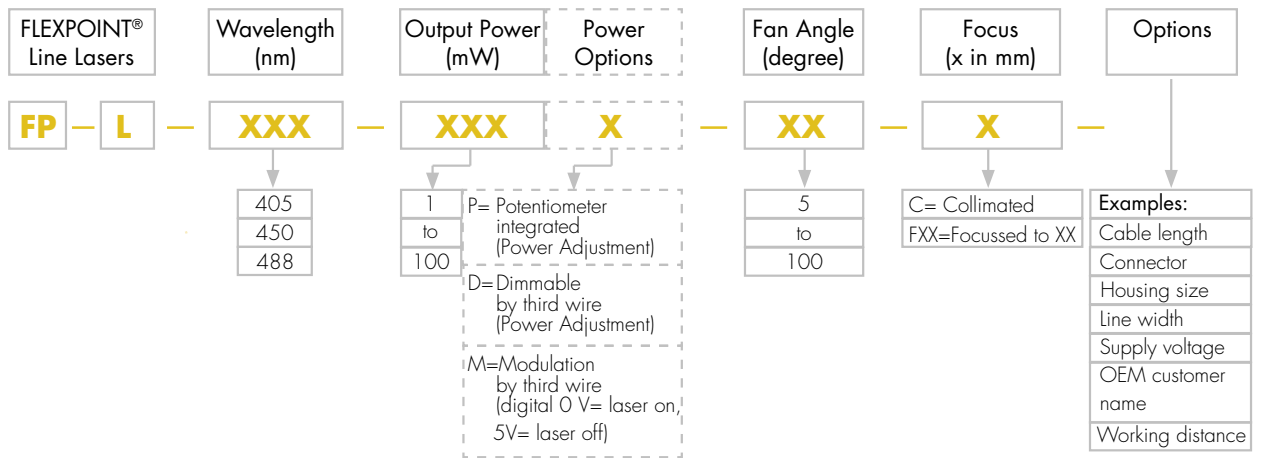 FLEXPOINT®
Line Lasers
Wavelength
(nm)
Output Power
(mW)
Power
Options
Fan Angle
(degree)
Focus
(x in mm)
Options
FP — L — XXX — XXX X — XX — X —
405
450
488
1
to
100
P= Potentiometer
integrated
(Power Adjustment)
D= Dimmable
by third wire
(Power Adjustment)
M=Modulation
by third wire
(digital 0 V= laser on,
5V= laser off)
5
to
100
C= Collimated
FXX=Focussed to XX
Examples:
Cable length
Connector
Housing size
Line width
Supply voltage
OEM customer
name
Working distance